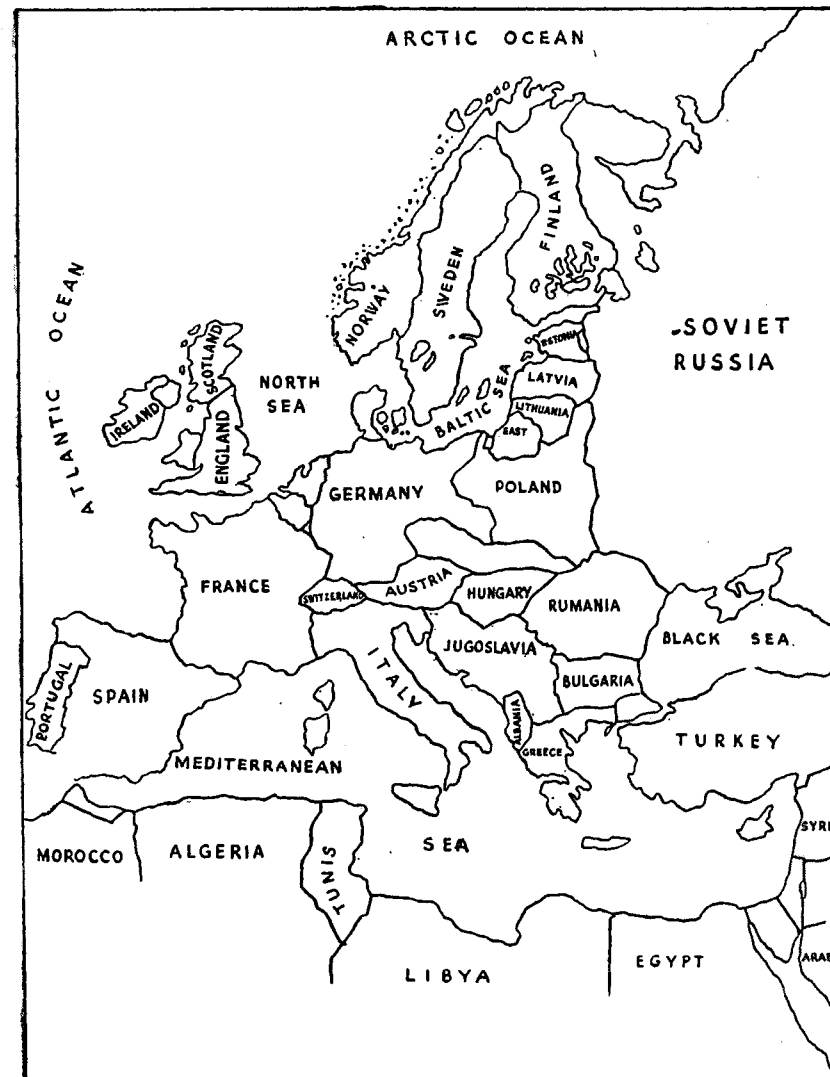 ARCTIC OCEAN
ATLANTIC OCEAN
NORWAY
SWEDEN
FINLAND
SOVIET
RUSSIA
SCOTLAND
IRELAND
ENGLAND
NORTH
SEA
BALTIC SEA
ESTONIA
LATVIA
LITHUANIA
EAST
GERMANY
POLAND
FRANCE
SWITZERLAND
AUSTRIA
HUNGARY
RUMANIA
JUGOSLAVIA
BLACK SEA
PORTUGAL
SPAIN
ITALY
BULGARIA
ALBANIA
GREECE
TURKEY
MEDITERRANEAN
SEA
SYRI
MOROCCO
ALGERIA
TUNIS
LIBYA
EGYPT
ARAB